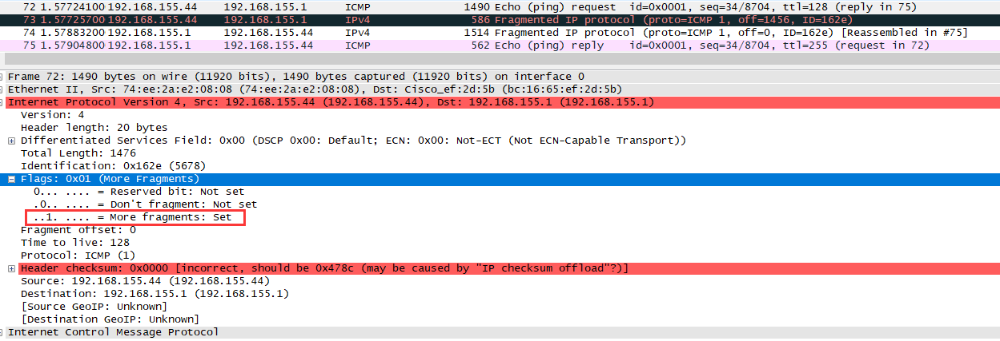 72 1.57724100 192.168.155.44 192.168.155.1 ICMP 1490 Echo (ping) request id=0x0001, seq=34/8704, ttl=128 (reply in 75)
73 1.57725700 192.168.155.44 192.168.155.1 IPv4 586 Fragmented IP protocol (proto=ICMP 1, off=1456, ID=162e)
74 1.57883200 192.168.155.1 192.168.155.44 IPv4 1514 Fragmented IP protocol (proto=ICMP 1, off=0, ID=162e) [Reassembled in #75]
75 1.57904800 192.168.155.1 192.168.155.44 ICMP 562 Echo (ping) reply id=0x0001, seq=34/8704, ttl=255 (request in 72)
Frame 72: 1490 bytes on wire (11920 bits), 1490 bytes captured (11920 bits) on interface 0
Ethernet II, Src: 74:ee:2a:e2:08:08 (74:ee:2a:e2:08:08), Dst: Cisco_ef:2d:5b (bc:16:65:ef:2d:5b)
Internet Protocol Version 4, Src: 192.168.155.44 (192.168.155.44), Dst: 192.168.155.1 (192.168.155.1)
Version: 4
Header length: 20 bytes
Differentiated Services Field: 0x00 (DSCP 0x00: Default; ECN: 0x00: Not-ECT (Not ECN-Capable Transport))
Total Length: 1476
Identification: 0x162e (5678)
Flags: 0x01 (More Fragments)
0... .... = Reserved bit: Not set
.0.. .... = Don't fragment: Not set
..1. .... = More fragments: Set
Fragment offset: 0
Time to live: 128
Protocol: ICMP (1)
Header checksum: 0x0000 [incorrect, should be 0x478c (may be caused by "IP checksum offload"?)]
Source: 192.168.155.44 (192.168.155.44)
Destination: 192.168.155.1 (192.168.155.1)
[Source GeoIP: Unknown]
[Destination GeoIP: Unknown]
Internet Control Message Protocol